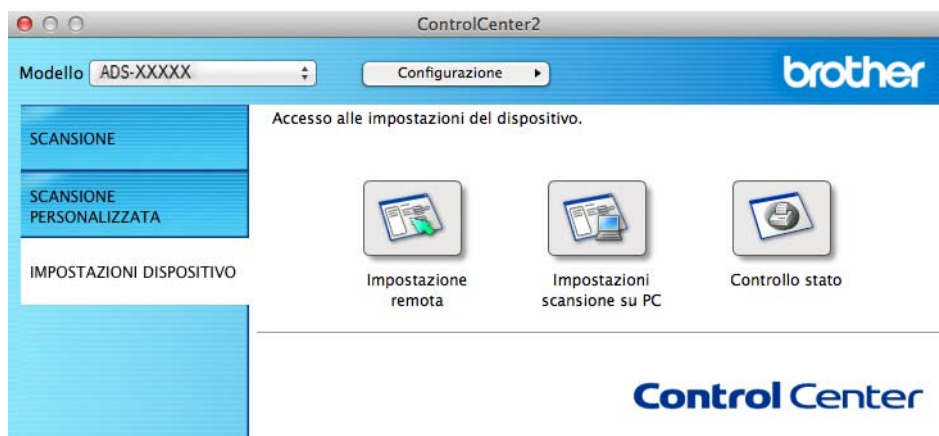 ControlCenter2
Modello ADS-XXXXX Configurazione
brother
SCANSIONE
SCANSIONE
PERSONALIZZATA
IMPOSTAZIONI DISPOSITIVO
Accesso alle impostazioni del dispositivo.
Impostazione
remota
Impostazioni
scansione su PC
Controllo stato
Control Center